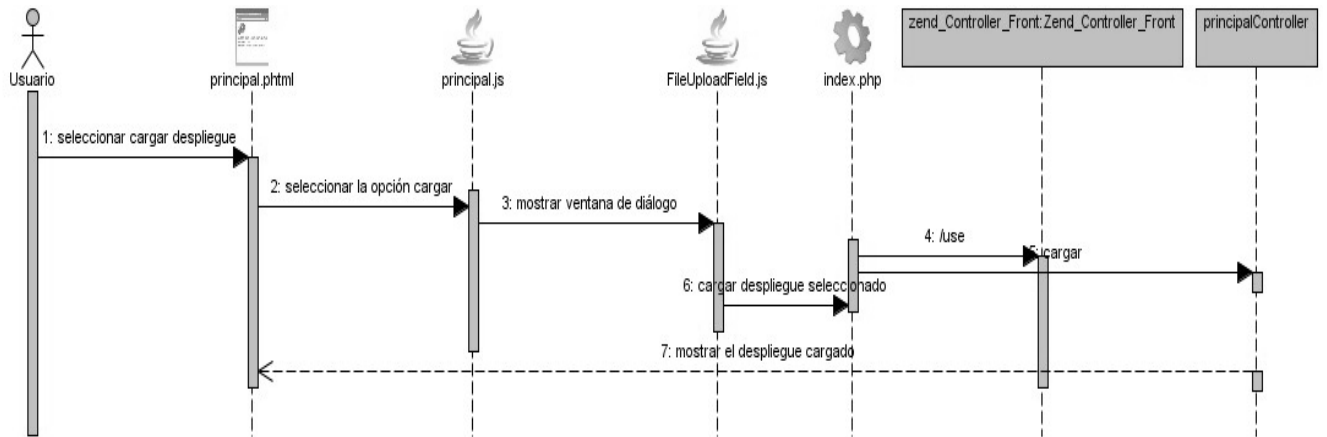 zend_Controller_Front:Zend_Controller_Front
principalController
Usuario
principal.phtml
principal.js
FileUploadField.js
index.php
1: seleccionar cargar despliegue
2: seleccionar la opción cargar
3: mostrar ventana de diálogo
4: /use
5: cargar
6: cargar despliegue seleccionado
7: mostrar el despliegue cargado